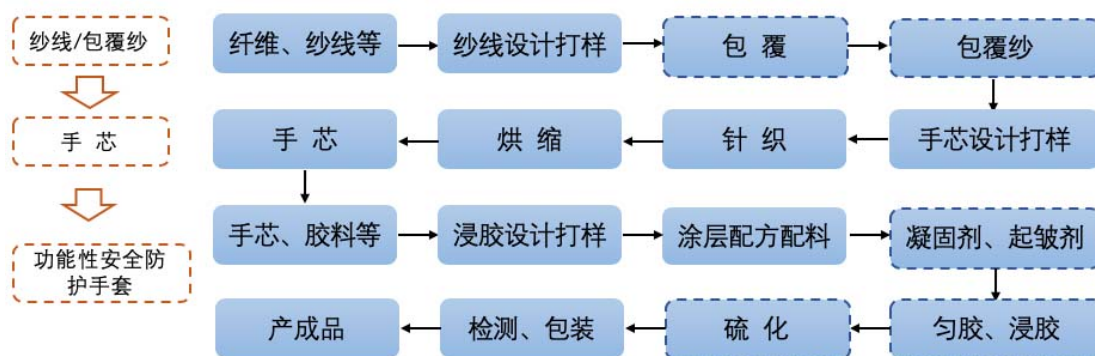 纱线/包覆纱
纤维、纱线等
纱线设计打样
包 覆
包覆纱
手 芯
手 芯
烘 缩
针 织
手芯设计打样
功能性安全防
护手套
手芯、胶料等
浸胶设计打样
涂层配方配料
凝固剂、起皱剂
产成品
检测、包装
硫 化
匀胶、浸胶